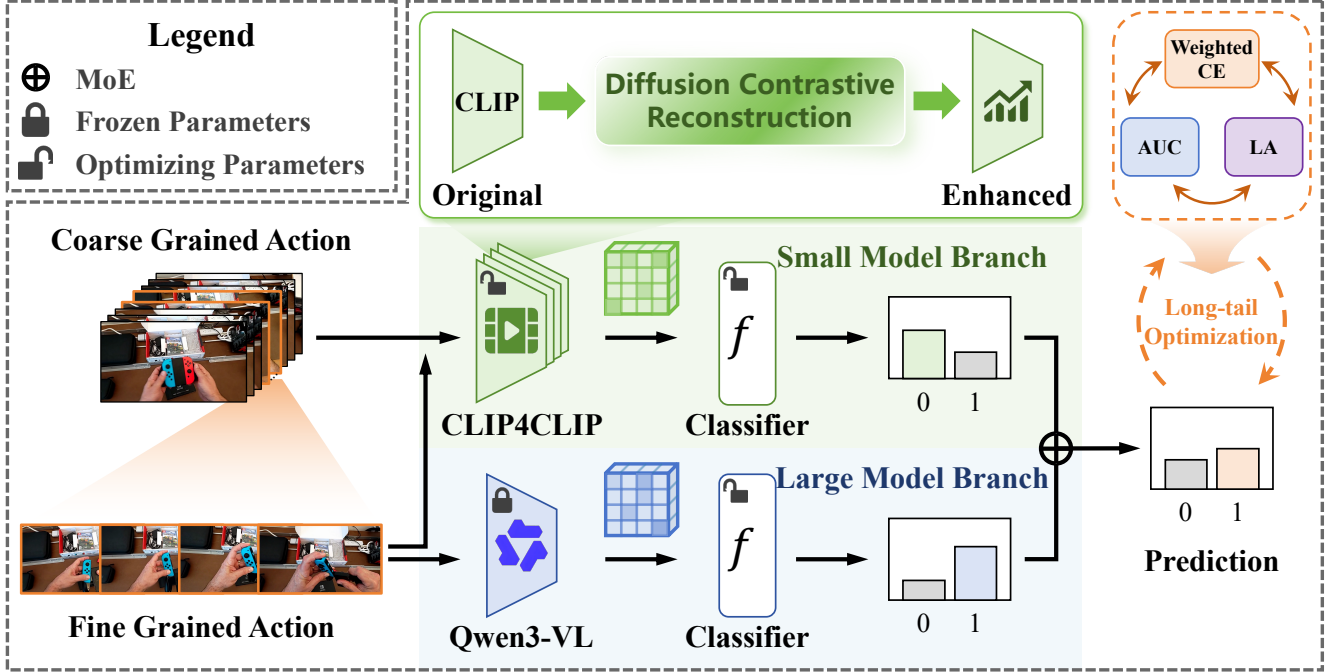 Legend
MoE
Frozen Parameters
Optimizing Parameters
CLIP
Original
Diffusion Contrastive
Reconstruction
Enhanced
Weighted
CE
AUC
LA
Long-tail
Optimization
Coarse Grained Action
Fine Grained Action
Small Model Branch
CLIP4CLIP
f
Classifier
0 1
Large Model Branch
Qwen3-VL
f
Classifier
0 1
0 1
Prediction